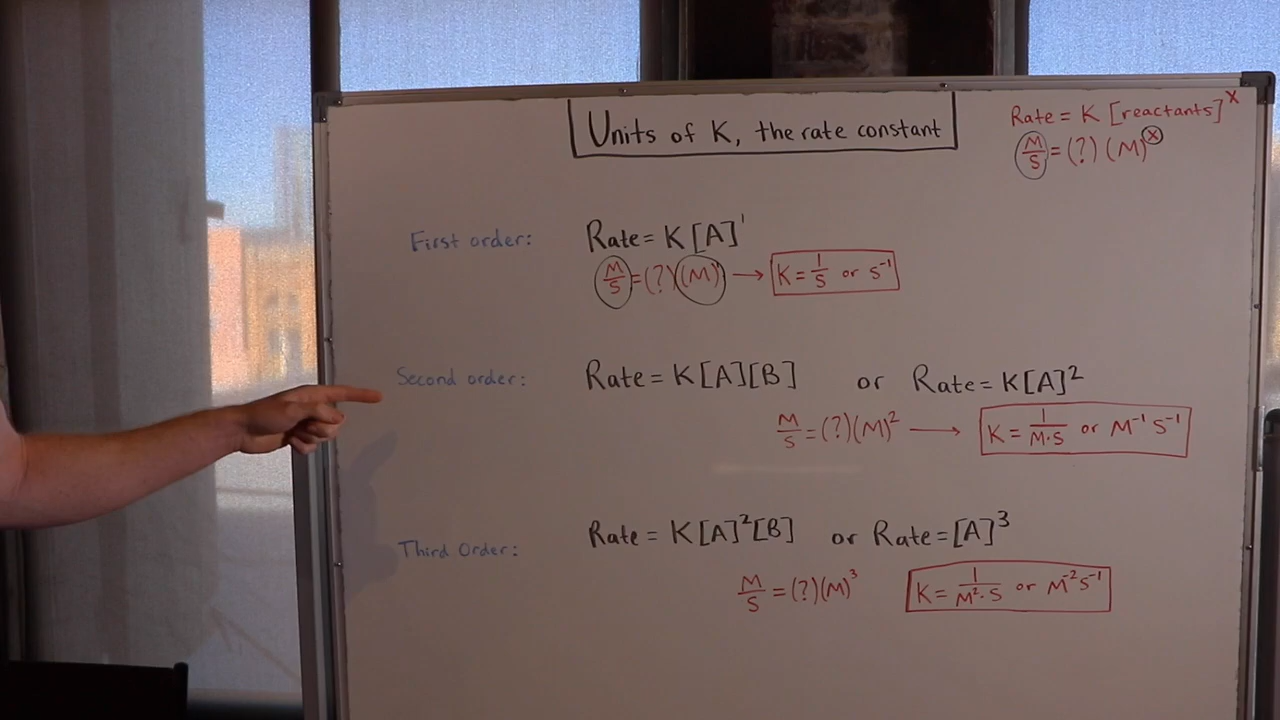 Units of K, the rate constant
Rate = K [reactants]^x
M/S = (?) (M)^x
First order: Rate = K[A]^1
M/S = (?)(M)^1 → K = 1/S or S^-1
Second order: Rate = K[A][B] or Rate = K[A]^2
M/S = (?)(M)^2 → K = 1/M·S or M^-1 S^-1
Third Order: Rate = K[A]^2[B] or Rate = [A]^3
M/S = (?)(M)^3 K = 1/M^2·S or M^-2 S^-1